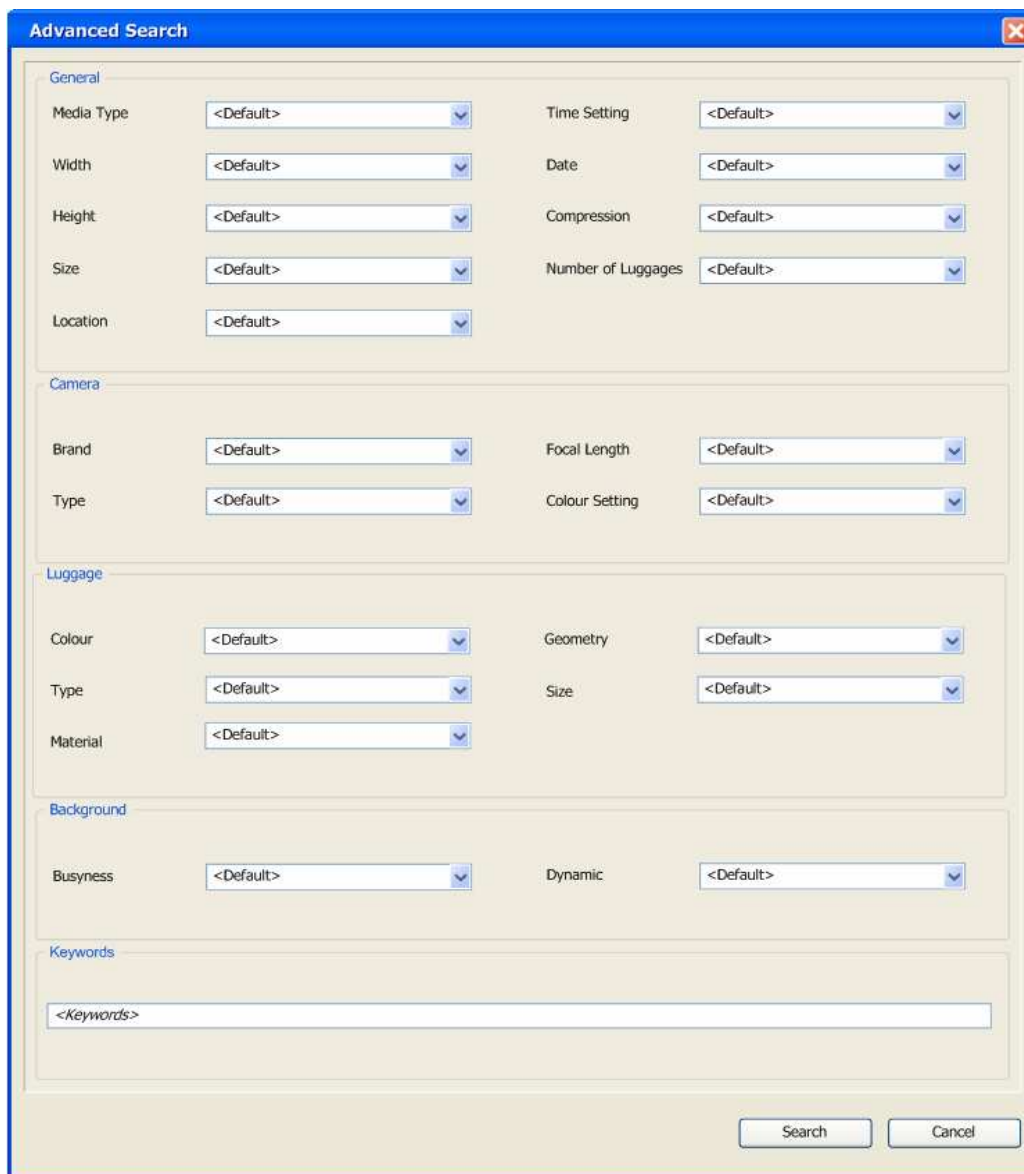 Advanced Search
General
Media Type <Default> Time Setting <Default>
Width <Default> Date <Default>
Height <Default> Compression <Default>
Size <Default> Number of Luggages <Default>
Location <Default>
Camera
Brand <Default> Focal Length <Default>
Type <Default> Colour Setting <Default>
Luggage
Colour <Default> Geometry <Default>
Type <Default> Size <Default>
Material <Default>
Background
Busyness <Default> Dynamic <Default>
Keywords
<Keywords>
Search Cancel